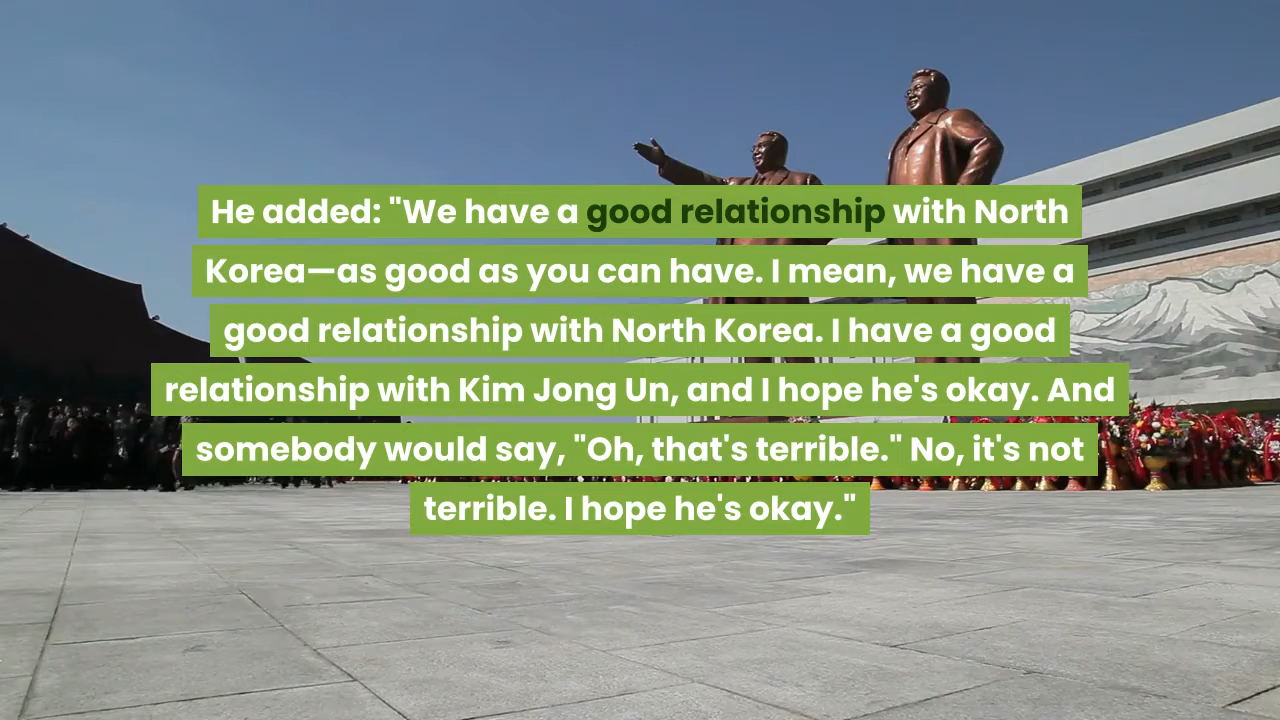 He added: "We have a good relationship with North
Korea—as good as you can have. I mean, we have a
good relationship with North Korea. I have a good
relationship with Kim Jong Un, and I hope he's okay. And
somebody would say, "Oh, that's terrible." No, it's not
terrible. I hope he's okay."